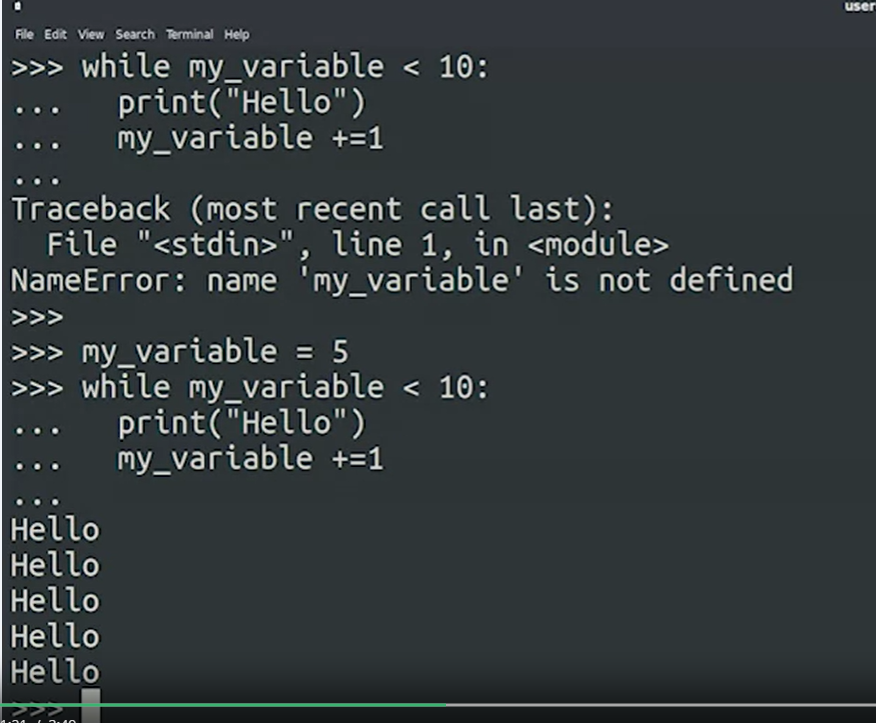 user
File Edit View Search Terminal Help
>>> while my_variable < 10:
...   print("Hello")
...   my_variable +=1
...
Traceback (most recent call last):
  File "<stdin>", line 1, in <module>
NameError: name 'my_variable' is not defined
>>>
>>> my_variable = 5
>>> while my_variable < 10:
...   print("Hello")
...   my_variable +=1
...
Hello
Hello
Hello
Hello
Hello
>>>